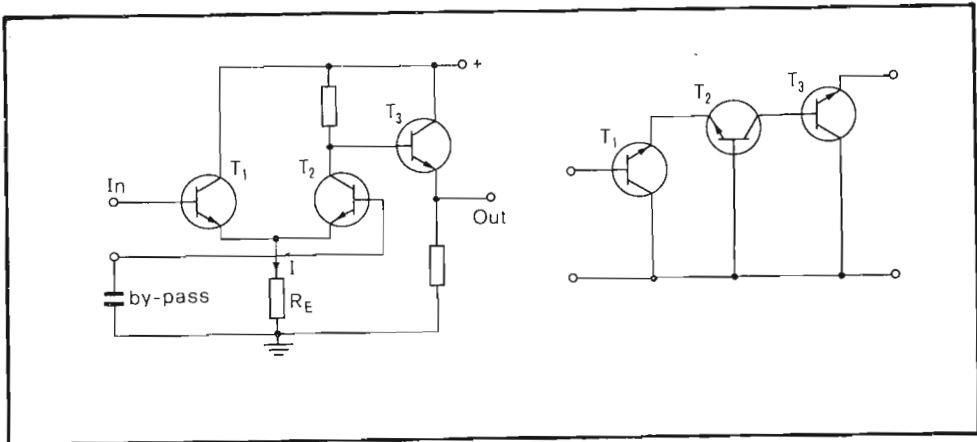 +
T3
T1
T2
In
Out
I
by-pass
RE
T1
T2
T3